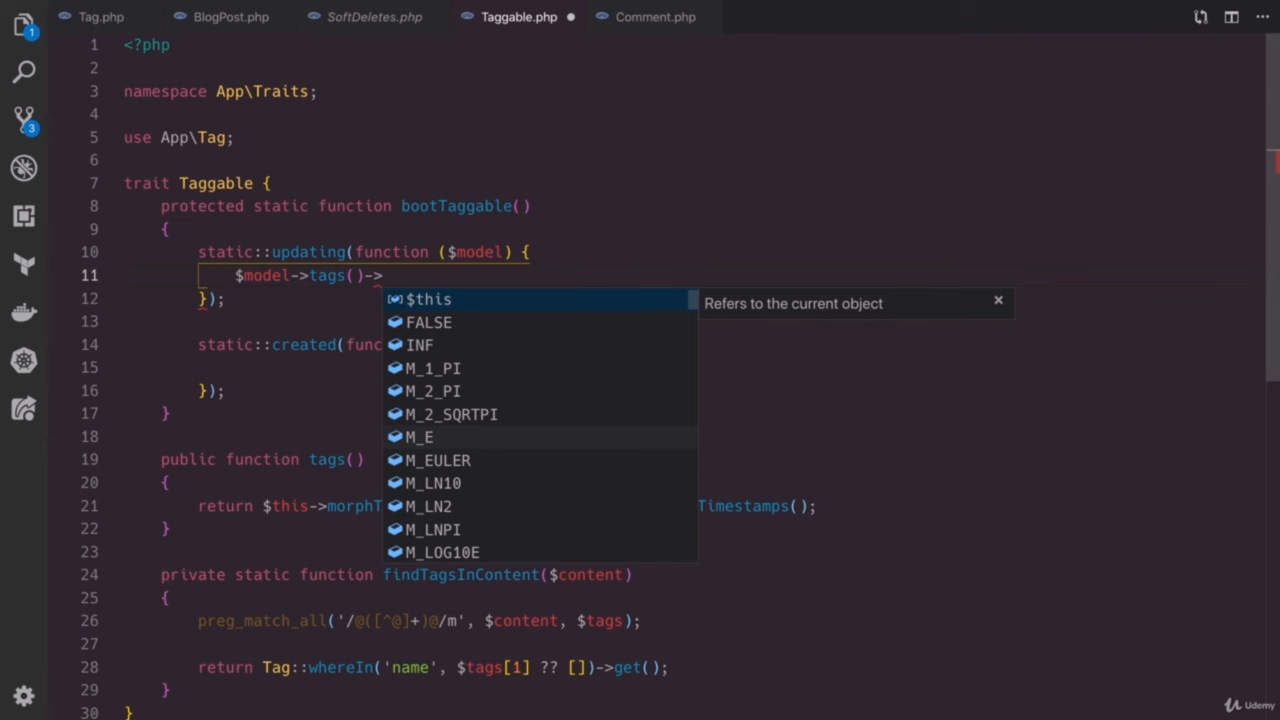 Tag.php BlogPost.php SoftDeletes.php Taggable.php Comment.php
1
1 <?php
2
3 namespace App\Traits;
4
5 use App\Tag;
6
7 trait Taggable {
8 protected static function bootTaggable()
9 {
10 static::updating(function ($model) {
11 $model->tags()->
12 });
13
14 static::created(func
15
16 });
17 }
18
19 public function tags()
20 {
21 return $this->morphT Timestamps();
22 }
23
24 private static function findTagsInContent($content)
25 {
26 preg_match_all('/@([^@]+)@/m', $content, $tags);
27
28 return Tag::whereIn('name', $tags[1] ?? [])->get();
29 }
30 }
3
$this
Refers to the current object ×
FALSE
INF
M_1_PI
M_2_PI
M_2_SQRTPI
M_E
M_EULER
M_LN10
M_LN2
M_LNPI
M_LOG10E
Udemy